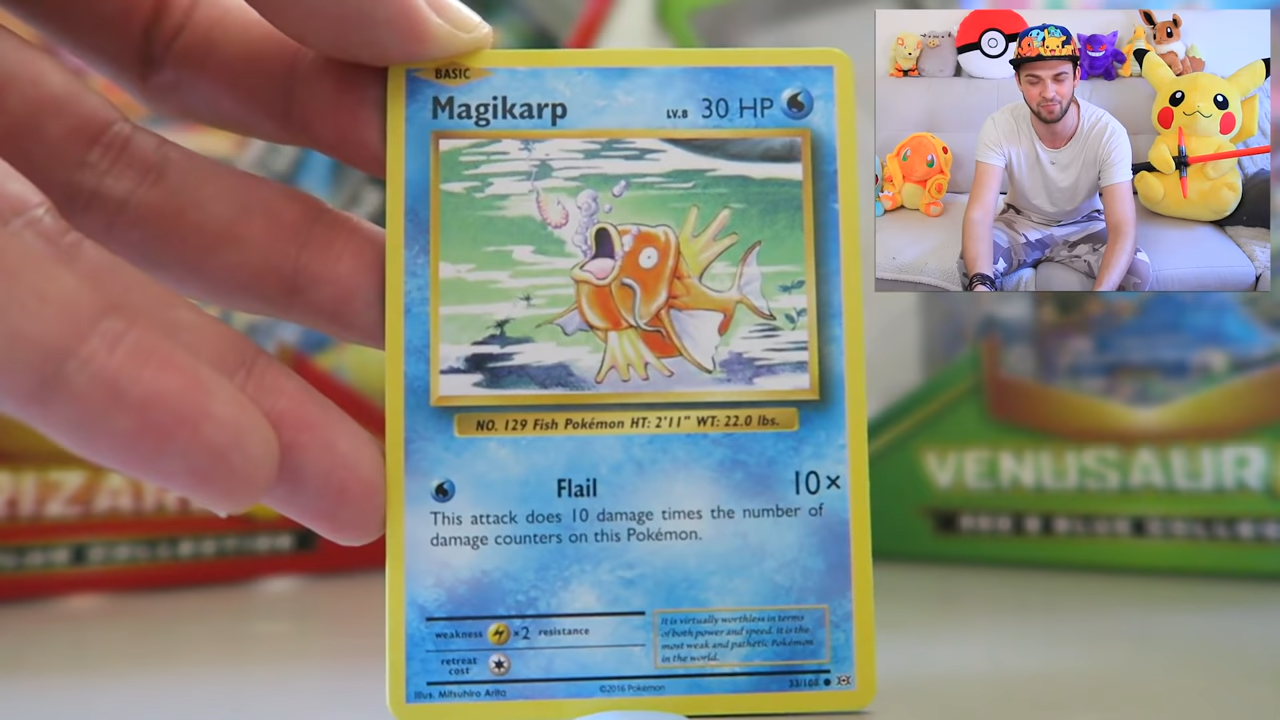 BASIC
Magikarp LV.8 30 HP
NO. 129 Fish Pokémon HT: 2'11" WT: 22.0 lbs.
Flail 10×
This attack does 10 damage times the number of
damage counters on this Pokémon.
weakness ×2 resistance
retreat
cost
It is virtually worthless in terms
of both power and speed. It is the
most weak and pathetic Pokémon
in the world.
Illus. Mitsuhiro Arita ©2016 Pokémon 33/108
RIZAR
COLLECTION
VENUSAUR